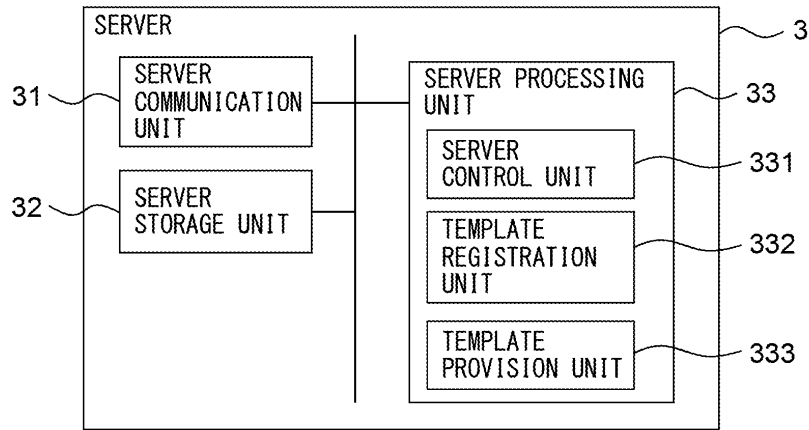 SERVER
3
SERVER
COMMUNICATION
UNIT
31
SERVER
STORAGE UNIT
32
SERVER PROCESSING
UNIT
33
SERVER
CONTROL UNIT
331
TEMPLATE
REGISTRATION
UNIT
332
TEMPLATE
PROVISION UNIT
333